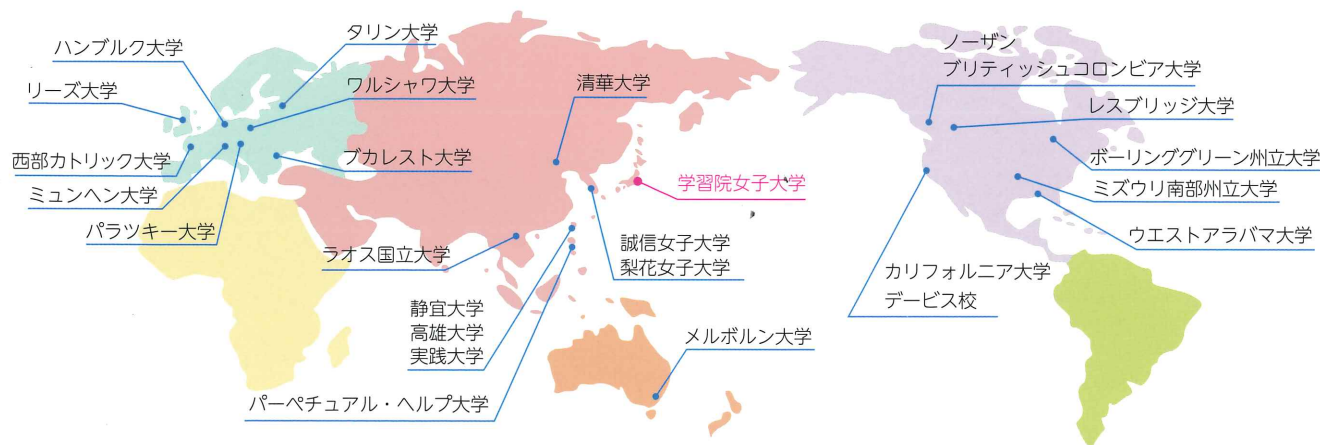 タリン大学
ハンブルク大学
ワルシャワ大学
リーズ大学
西部カトリック大学
ブカレスト大学
ミュンヘン大学
パラツキー大学
清華大学
学習院女子大学
誠信女子大学
梨花女子大学
ラオス国立大学
静宜大学
高雄大学
実践大学
パーペチュアル・ヘルプ大学
メルボルン大学
ノーザン
ブリティッシュコロンビア大学
レスブリッジ大学
ボーリンググリーン州立大学
ミズウリ南部州立大学
ウエストアラバマ大学
カリフォルニア大学
デービス校